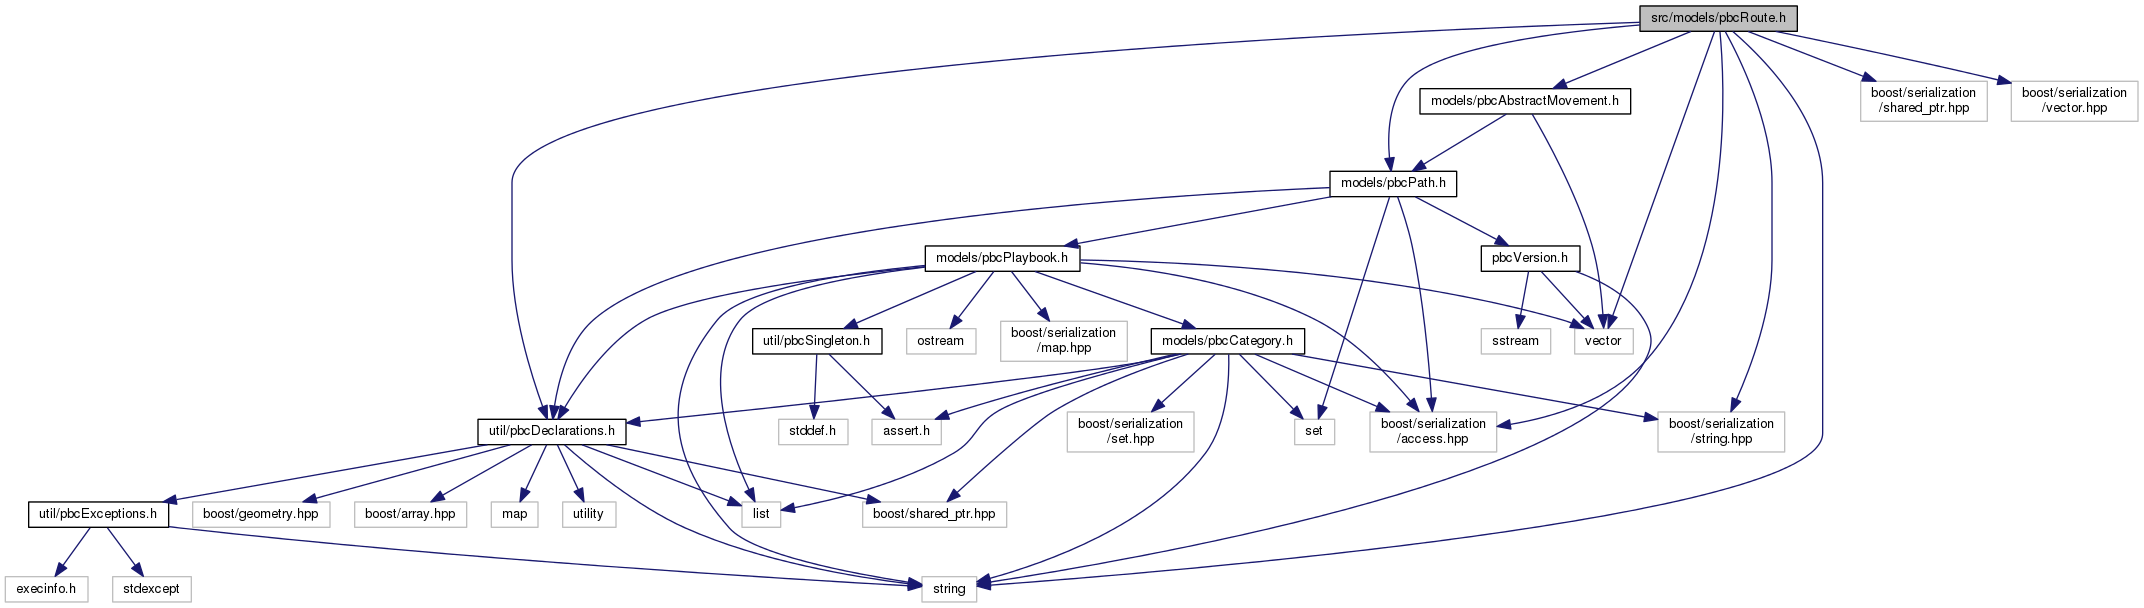 src/models/pbcRoute.h
models/pbcAbstractMovement.h
boost/serialization
/shared_ptr.hpp
boost/serialization
/vector.hpp
models/pbcPath.h
models/pbcPlaybook.h
pbcVersion.h
util/pbcSingleton.h
ostream
boost/serialization
/map.hpp
models/pbcCategory.h
sstream
vector
util/pbcDeclarations.h
stddef.h
assert.h
boost/serialization
/set.hpp
set
boost/serialization
/access.hpp
boost/serialization
/string.hpp
util/pbcExceptions.h
boost/geometry.hpp
boost/array.hpp
map
utility
list
boost/shared_ptr.hpp
execinfo.h
stdexcept
string